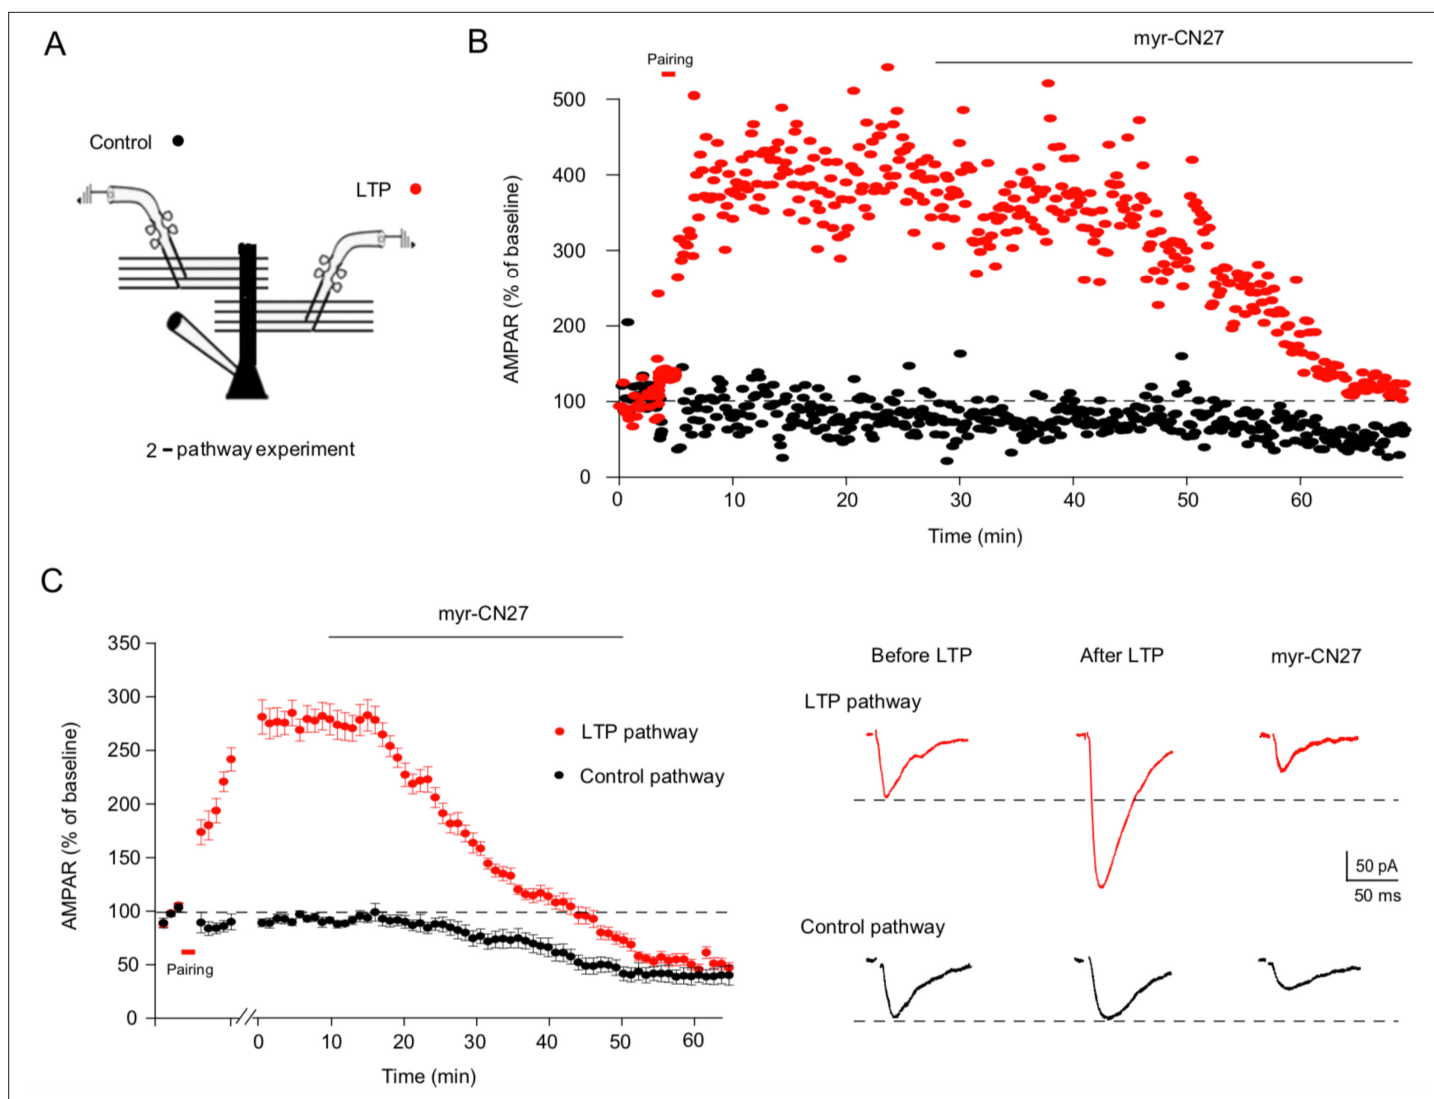 A
Control
LTP
2 – pathway experiment
B
myr-CN27
Pairing
AMPAR (% of baseline)
500
400
300
200
100
0
0 10 20 30 40 50 60
Time (min)
C
myr-CN27
AMPAR (% of baseline)
350
300
250
200
150
100
50
0
LTP pathway
Control pathway
Pairing
0 10 20 30 40 50 60
Time (min)
Before LTP After LTP myr-CN27
LTP pathway
50 pA
50 ms
Control pathway